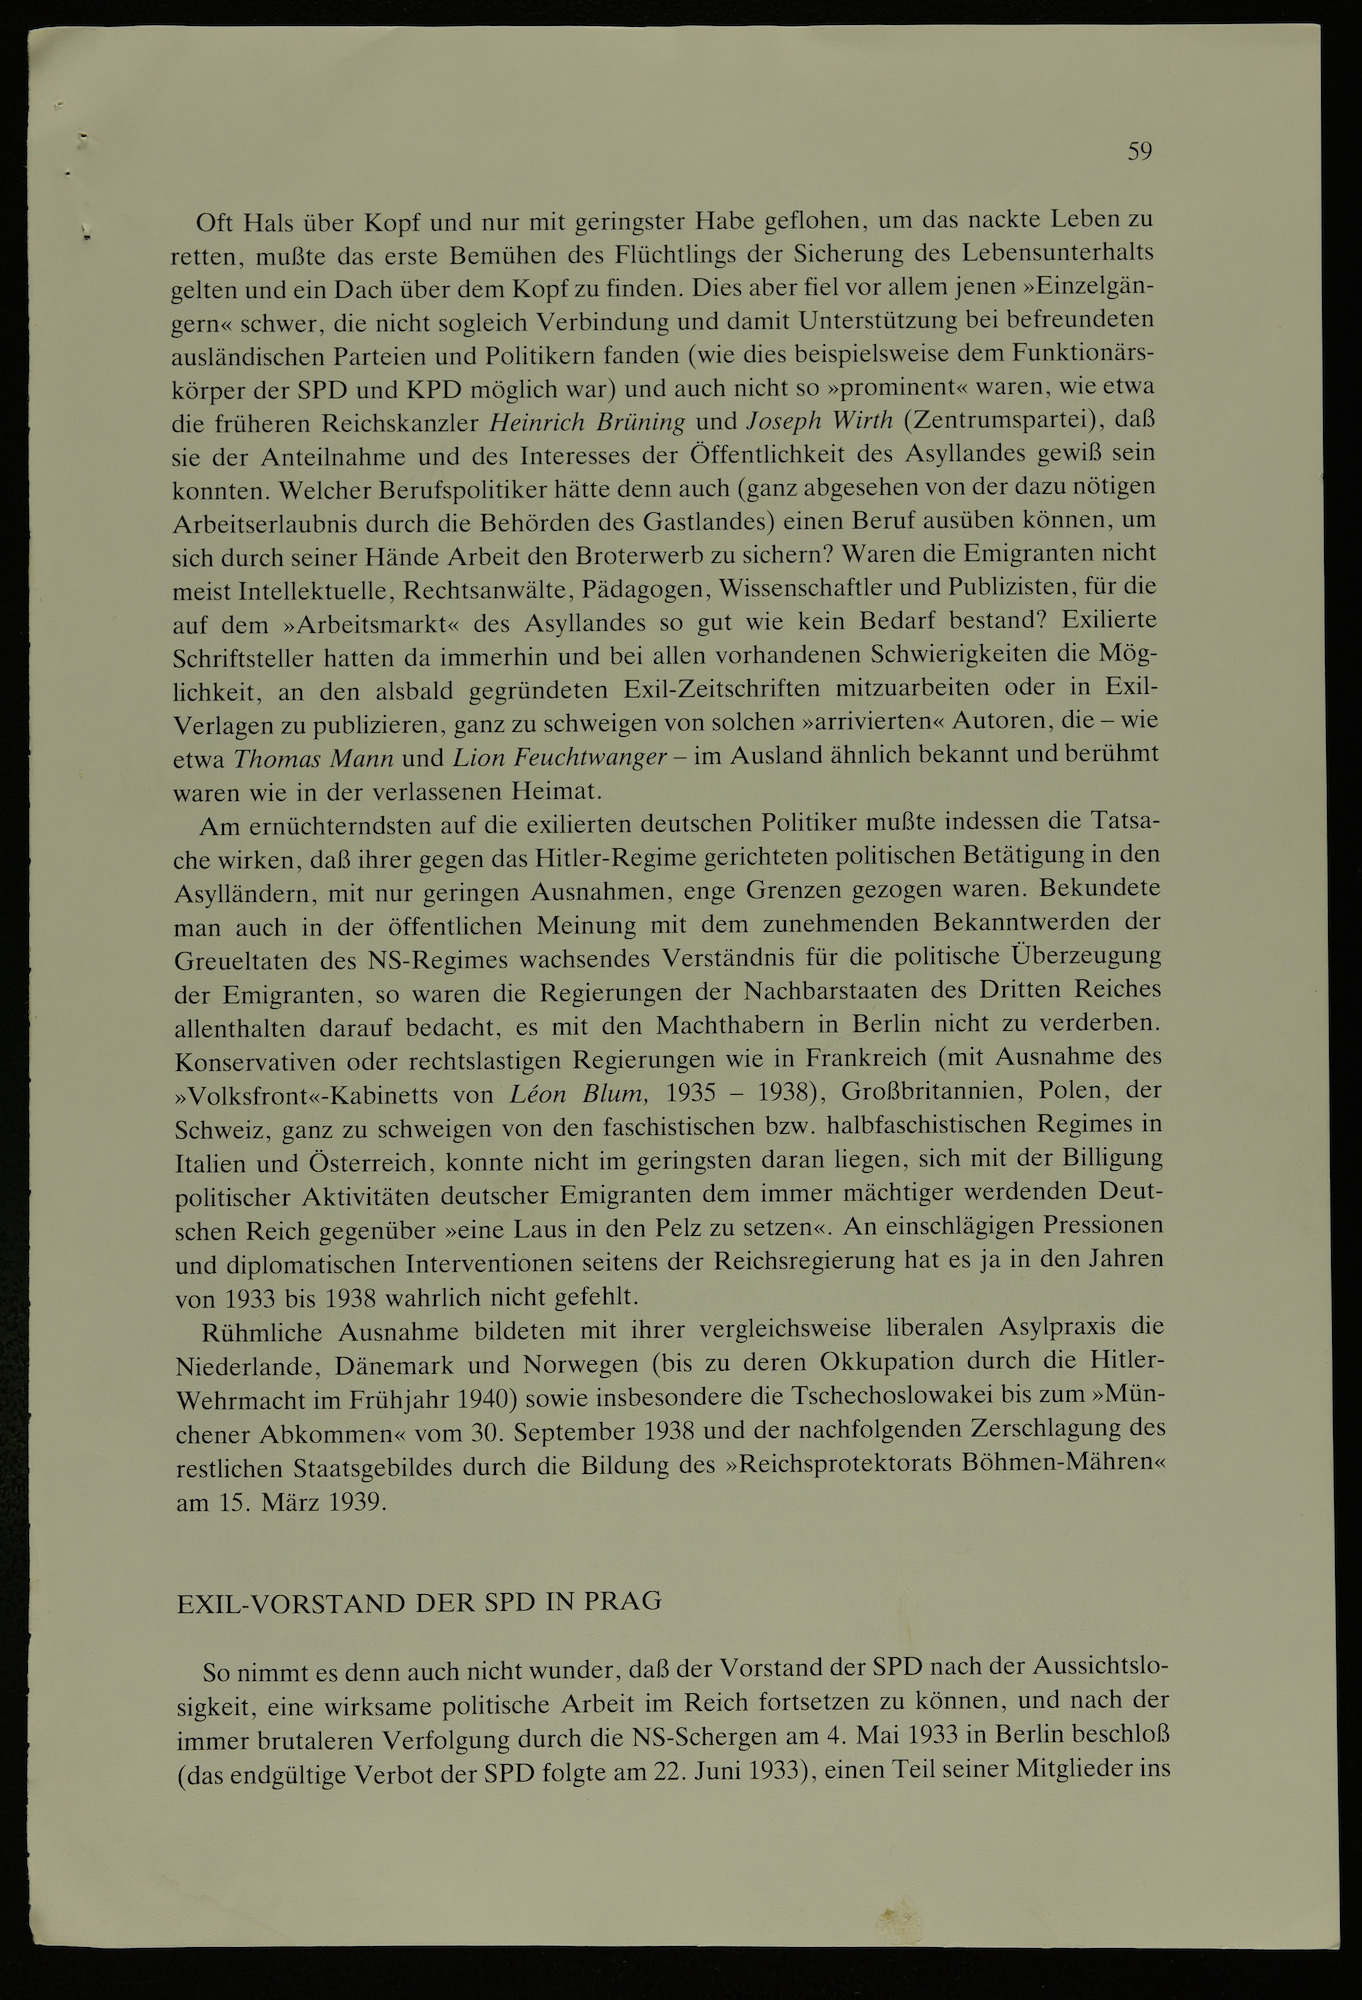 59
Oft Hals über Kopf und nur mit geringster Habe geflohen, um das nackte Leben zu
retten, mußte das erste Bemühen des Flüchtlings der Sicherung des Lebensunterhalts
gelten und ein Dach über dem Kopf zu finden. Dies aber fiel vor allem jenen »Einzelgän-
gern« schwer, die nicht sogleich Verbindung und damit Unterstützung bei befreundeten
ausländischen Parteien und Politikern fanden (wie dies beispielsweise dem Funktionärs-
körper der SPD und KPD möglich war) und auch nicht so »prominent« waren, wie etwa
die früheren Reichskanzler Heinrich Brüning und Joseph Wirth (Zentrumspartei), daß
sie der Anteilnahme und des Interesses der Öffentlichkeit des Asyllandes gewiß sein
konnten. Welcher Berufspolitiker hätte denn auch (ganz abgesehen von der dazu nötigen
Arbeitserlaubnis durch die Behörden des Gastlandes) einen Beruf ausüben können, um
sich durch seiner Hände Arbeit den Broterwerb zu sichern? Waren die Emigranten nicht
meist Intellektuelle, Rechtsanwälte, Pädagogen, Wissenschaftler und Publizisten, für die
auf dem »Arbeitsmarkt« des Asyllandes so gut wie kein Bedarf bestand? Exilierte
Schriftsteller hatten da immerhin und bei allen vorhandenen Schwierigkeiten die Mög-
lichkeit, an den alsbald gegründeten Exil-Zeitschriften mitzuarbeiten oder in Exil-
Verlagen zu publizieren, ganz zu schweigen von solchen »arrivierten« Autoren, die – wie
etwa Thomas Mann und Lion Feuchtwanger – im Ausland ähnlich bekannt und berühmt
waren wie in der verlassenen Heimat.
Am ernüchterndsten auf die exilierten deutschen Politiker mußte indessen die Tatsa-
che wirken, daß ihrer gegen das Hitler-Regime gerichteten politischen Betätigung in den
Asylländern, mit nur geringen Ausnahmen, enge Grenzen gezogen waren. Bekundete
man auch in der öffentlichen Meinung mit dem zunehmenden Bekanntwerden der
Greueltaten des NS-Regimes wachsendes Verständnis für die politische Überzeugung
der Emigranten, so waren die Regierungen der Nachbarstaaten des Dritten Reiches
allenthalten darauf bedacht, es mit den Machthabern in Berlin nicht zu verderben.
Konservativen oder rechtslastigen Regierungen wie in Frankreich (mit Ausnahme des
»Volksfront«-Kabinetts von Léon Blum, 1935 – 1938), Großbritannien, Polen, der
Schweiz, ganz zu schweigen von den faschistischen bzw. halbfaschistischen Regimes in
Italien und Österreich, konnte nicht im geringsten daran liegen, sich mit der Billigung
politischer Aktivitäten deutscher Emigranten dem immer mächtiger werdenden Deut-
schen Reich gegenüber »eine Laus in den Pelz zu setzen«. An einschlägigen Pressionen
und diplomatischen Interventionen seitens der Reichsregierung hat es ja in den Jahren
von 1933 bis 1938 wahrlich nicht gefehlt.
Rühmliche Ausnahme bildeten mit ihrer vergleichsweise liberalen Asylpraxis die
Niederlande, Dänemark und Norwegen (bis zu deren Okkupation durch die Hitler-
Wehrmacht im Frühjahr 1940) sowie insbesondere die Tschechoslowakei bis zum »Mün-
chener Abkommen« vom 30. September 1938 und der nachfolgenden Zerschlagung des
restlichen Staatsgebildes durch die Bildung des »Reichsprotektorats Böhmen-Mähren«
am 15. März 1939.
EXIL-VORSTAND DER SPD IN PRAG
So nimmt es denn auch nicht wunder, daß der Vorstand der SPD nach der Aussichtslo-
sigkeit, eine wirksame politische Arbeit im Reich fortsetzen zu können, und nach der
immer brutaleren Verfolgung durch die NS-Schergen am 4. Mai 1933 in Berlin beschloß
(das endgültige Verbot der SPD folgte am 22. Juni 1933), einen Teil seiner Mitglieder ins